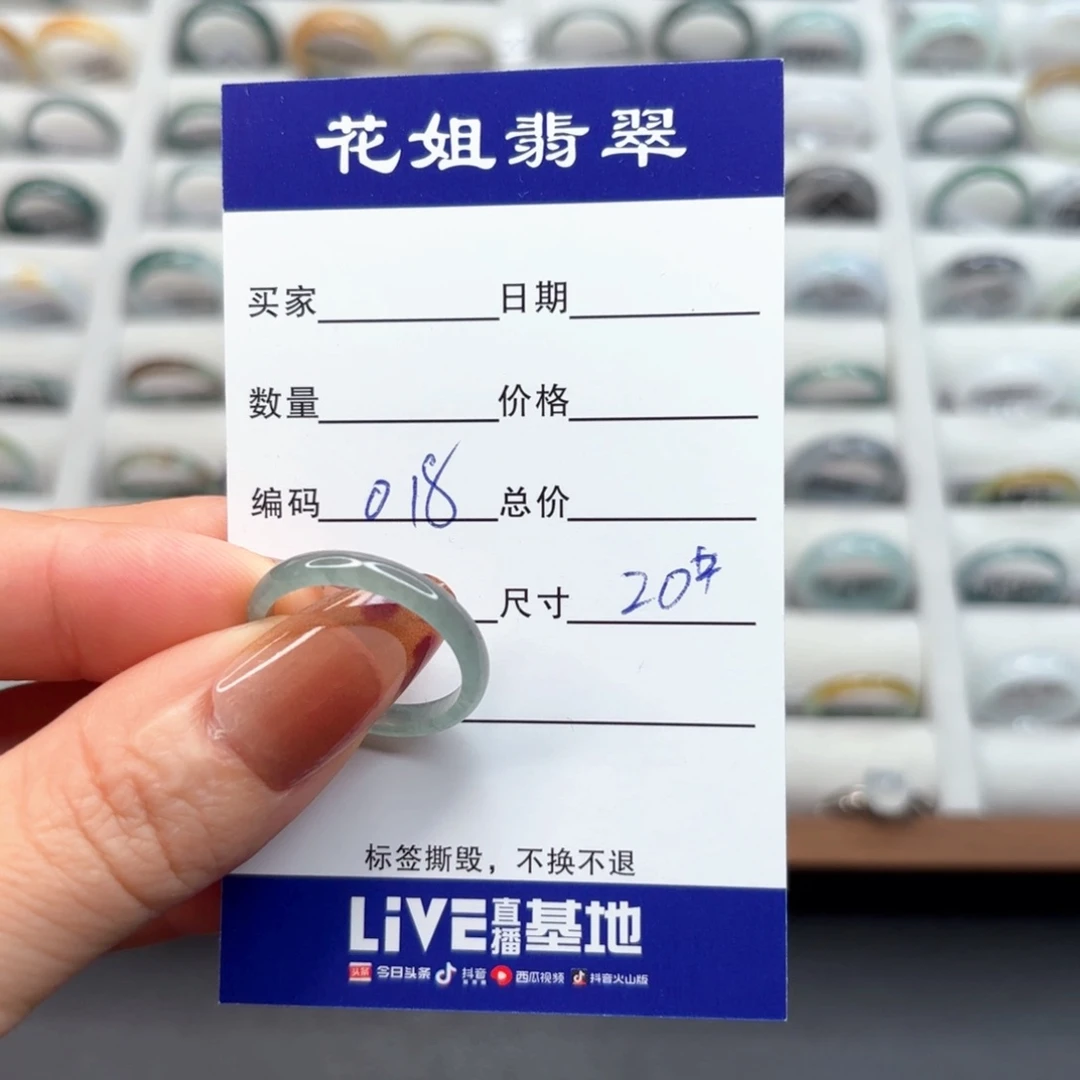 花姐翡翠
买家 日期
数量 价格
编码 018 总价
尺寸 20#
标签撕毁，不换不退
LiVE直播基地
头条 今日头条 抖音 西瓜视频 抖音火山版